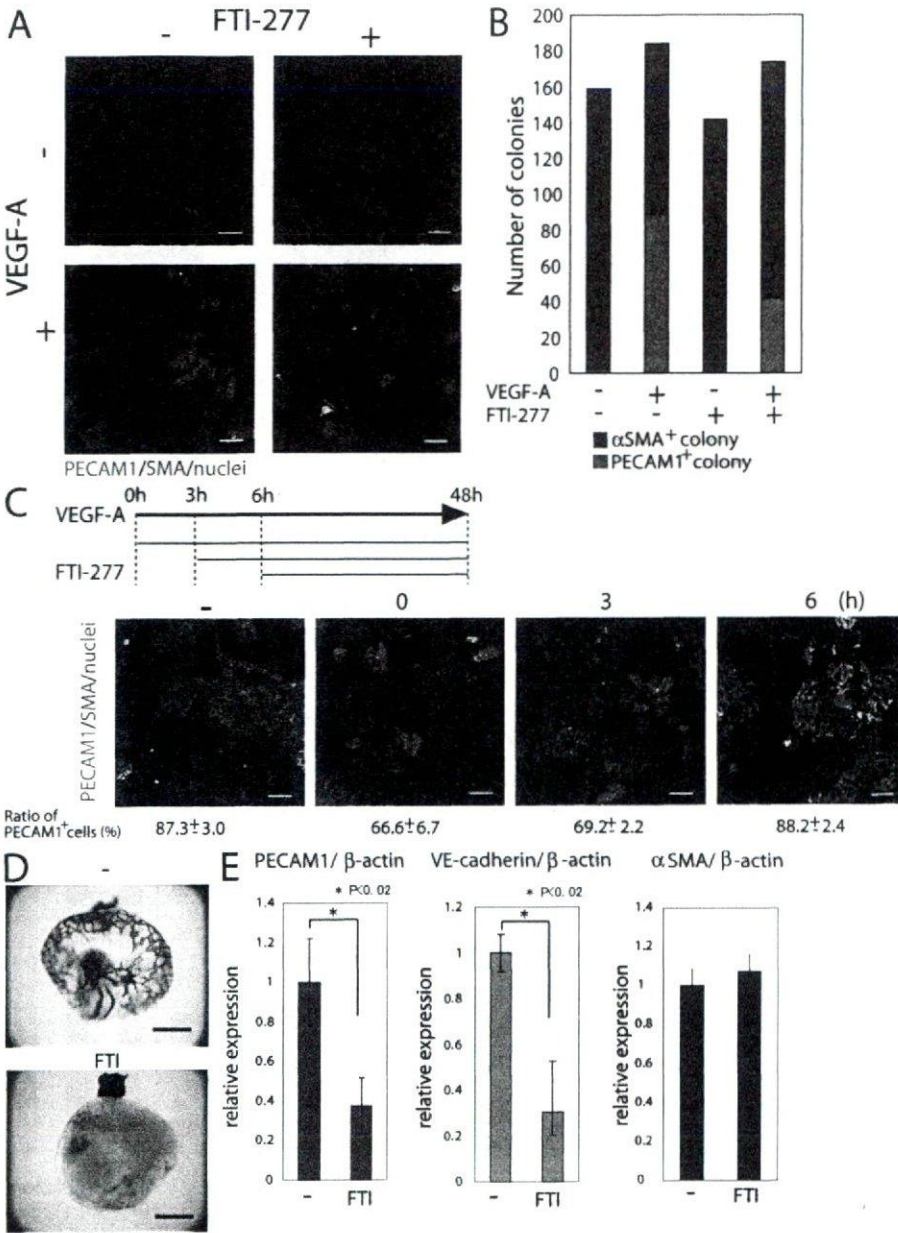 A
FTI-277
- +
VEGF-A
-
+
PECAM1/SMA/nuclei
B
Number of colonies
200
180
160
140
120
100
80
60
40
20
0
VEGF-A - + - +
FTI-277 - - + +
αSMA+ colony
PECAM1+ colony
C
0h 3h 6h 48h
VEGF-A
FTI-277
- 0 3 6 (h)
PECAM1/SMA/nuclei
Ratio of
PECAM1+cells (%) 87.3±3.0 66.6±6.7 69.2±2.2 88.2±2.4
D
-
FTI
E
PECAM1/ β-actin
* P<0. 02
*
relative expression
1.4
1.2
1
0.8
0.6
0.4
0.2
0
- FTI
VE-cadherin/ β-actin
* P<0. 02
*
relative expression
1.2
1
0.8
0.6
0.4
0.2
0
- FTI
αSMA/ β-actin
relative expression
1.4
1.2
1
0.8
0.6
0.4
0.2
0
- FTI